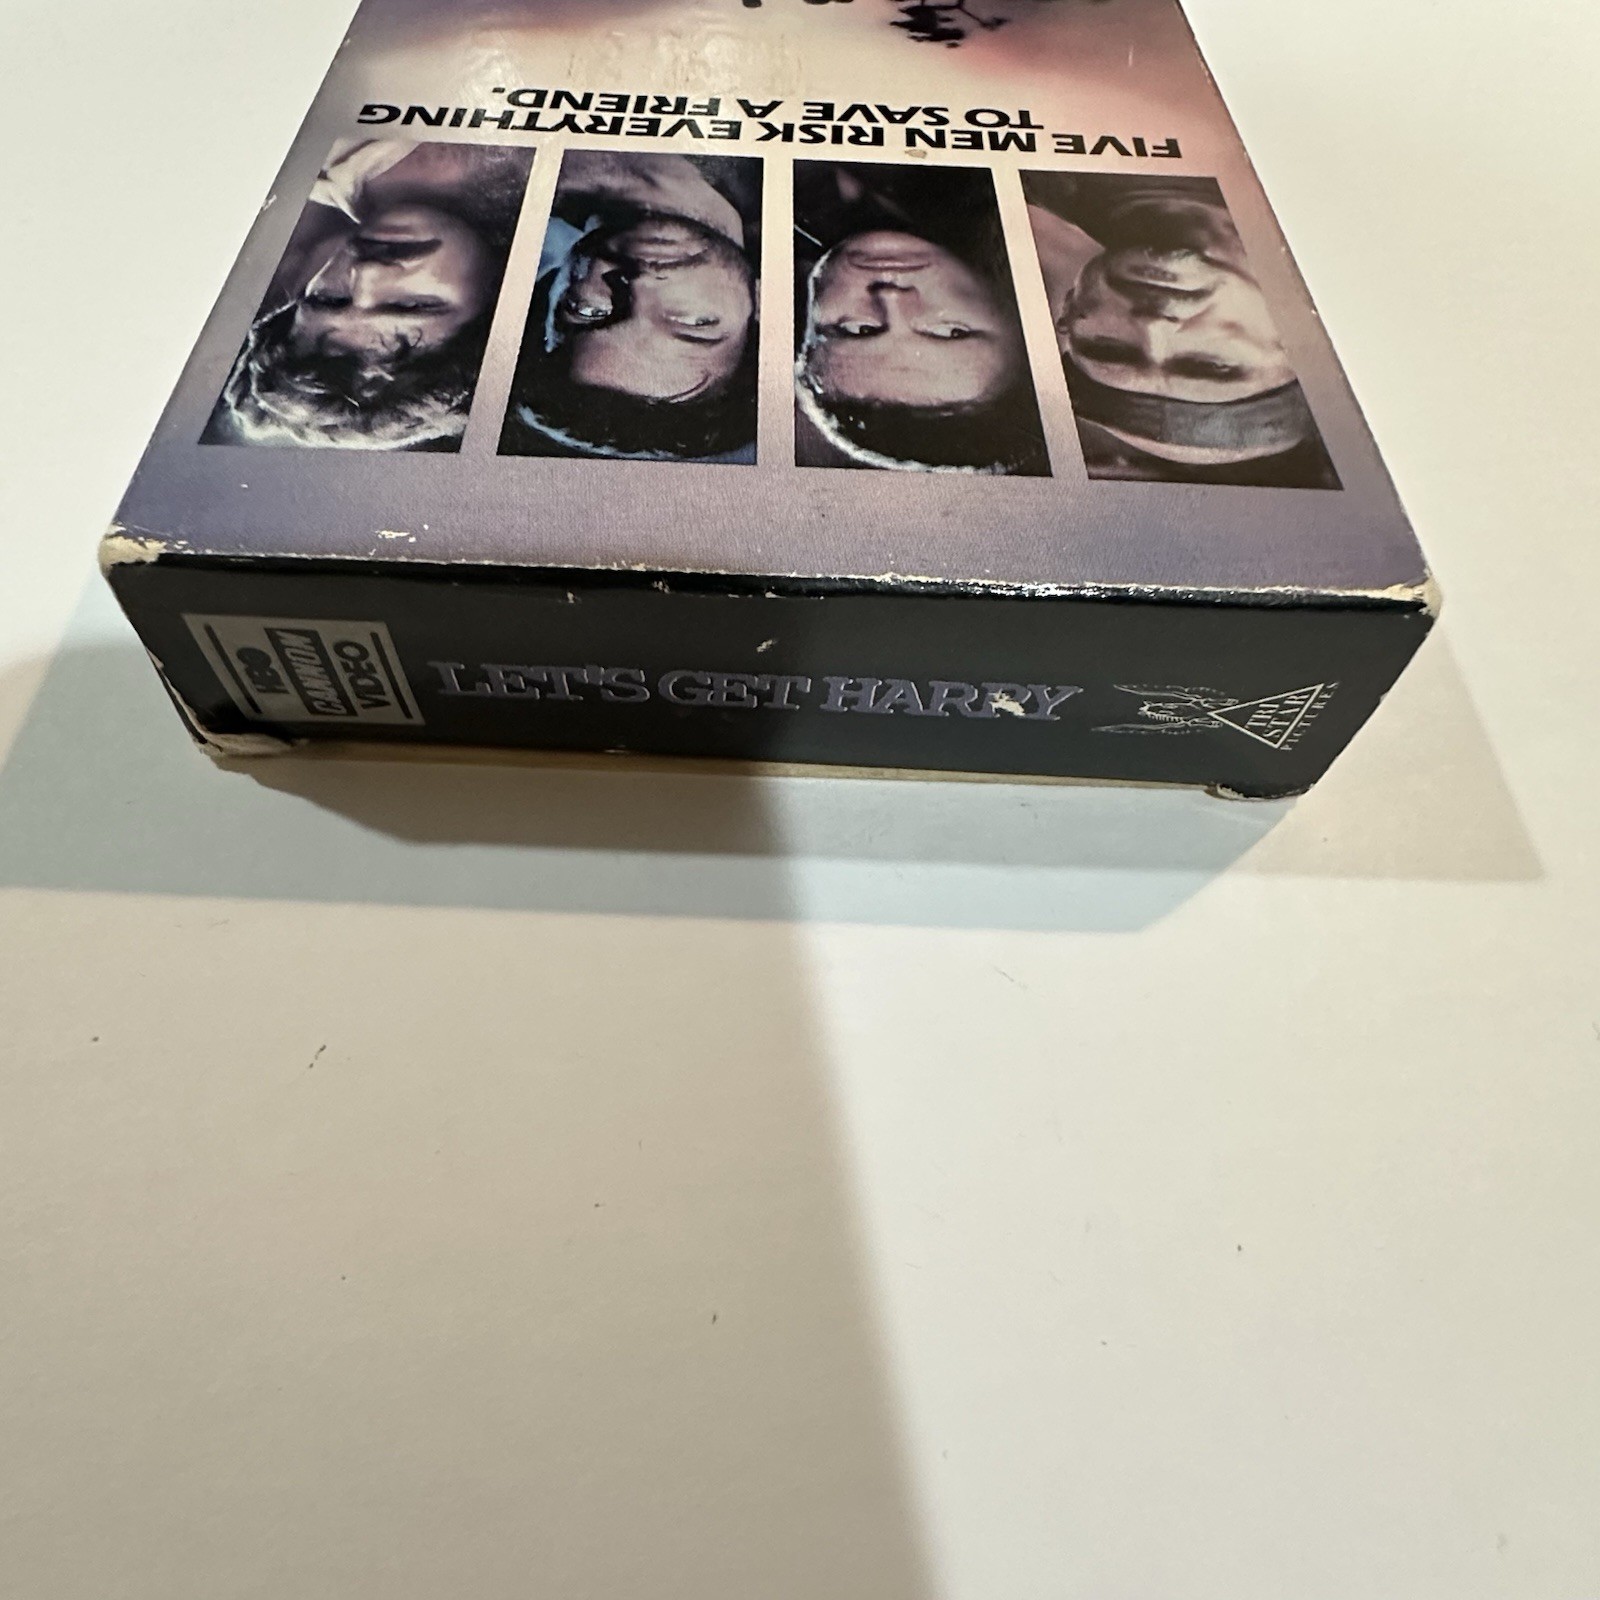 FIVE MEN RISK EVERYTHING
TO SAVE A FRIEND.
HBO
CANNON
VIDEO
LET'S GET HARRY
TRI
STAR
PICTURES